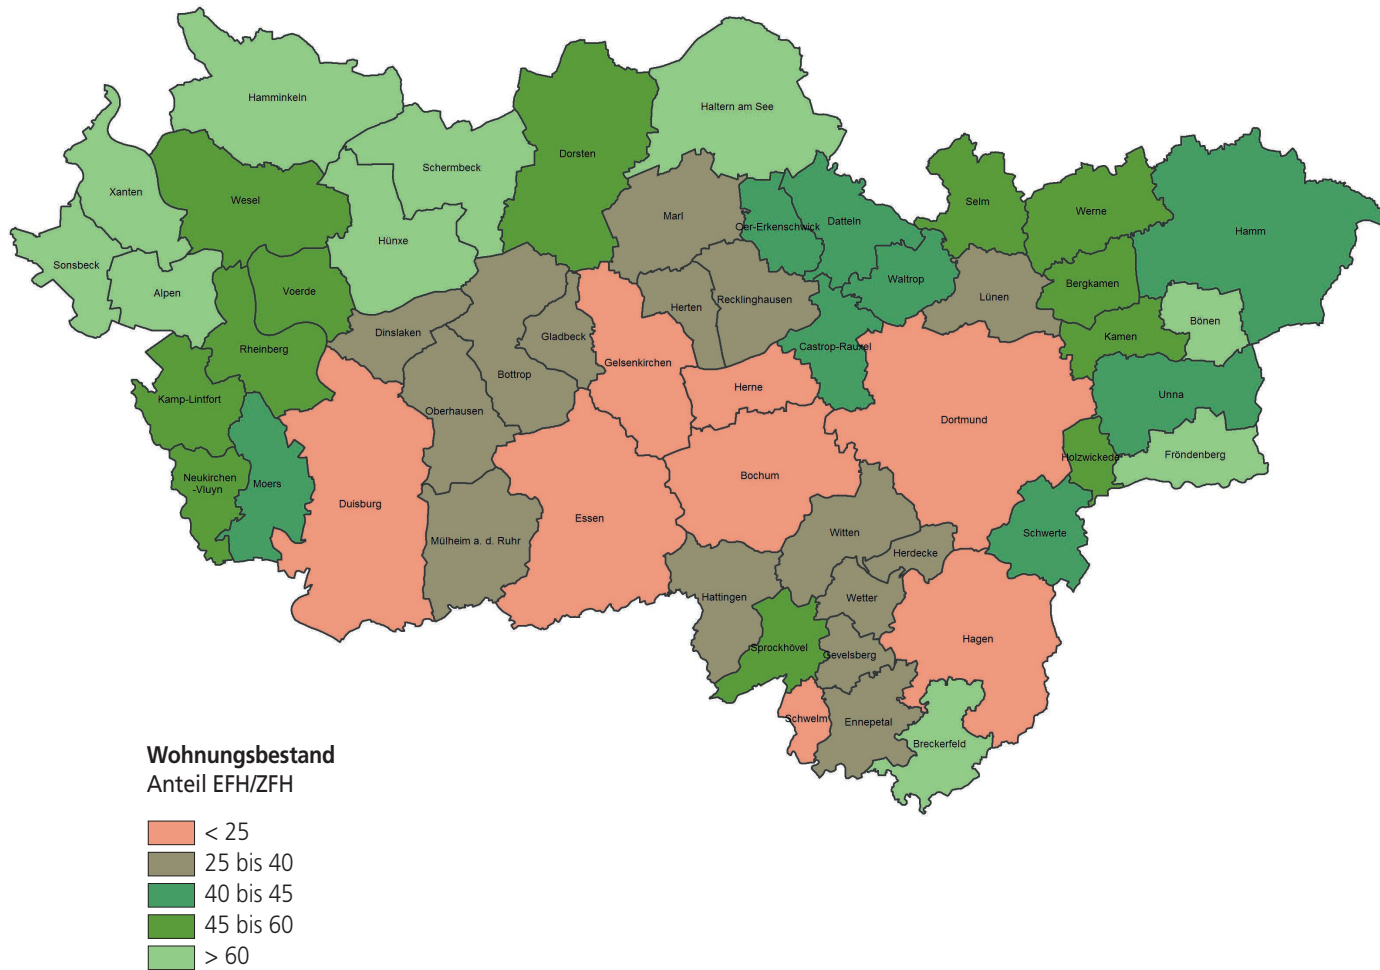 Hamminkeln
Haltern am See
Dorsten
Schermbeck
Xanten
Wesel
Selm
Werne
Marl
Datteln
Oer-Erkenschwick
Hamm
Hünxe
Sonsbeck
Waltrop
Bergkamen
Voerde
Alpen
Lünen
Recklinghausen
Herten
Bönen
Dinslaken
Gladbeck
Kamen
Castrop-Rauxel
Rheinberg
Gelsenkirchen
Bottrop
Herne
Unna
Kamp-Lintfort
Oberhausen
Dortmund
Fröndenberg
Holzwickede
Bochum
Neukirchen
-Vluyn
Moers
Duisburg
Essen
Witten
Schwerte
Mülheim a. d. Ruhr
Herdecke
Hattingen
Wetter
Hagen
Sprockhövel
Gevelsberg
Schwelm
Ennepetal
Breckerfeld
Wohnungsbestand
Anteil EFH/ZFH
< 25
25 bis 40
40 bis 45
45 bis 60
> 60